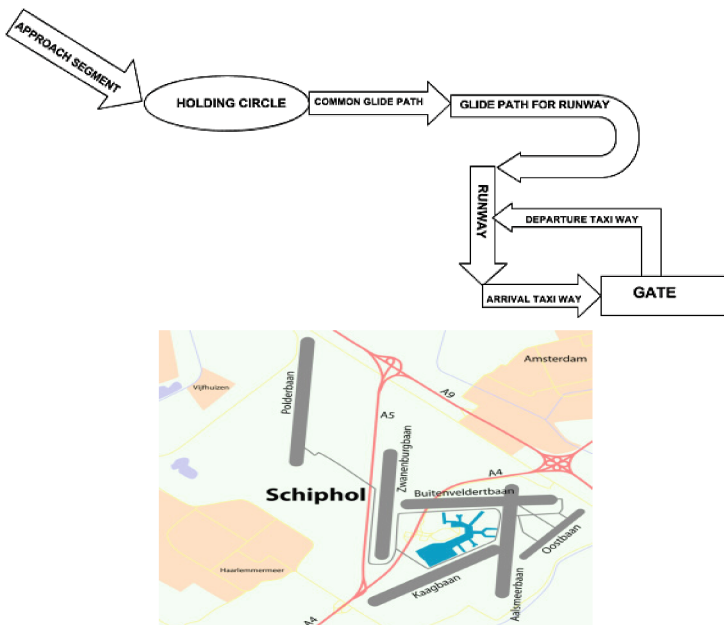 APPROACH SEGMENT
HOLDING CIRCLE
COMMON GLIDE PATH
GLIDE PATH FOR RUNWAY
RUNWAY
DEPARTURE TAXI WAY
ARRIVAL TAXI WAY
GATE
Amsterdam
Vijfhuizen
Polderbaan
A9
A5
Zwanenburgbaan
A4
Schiphol
Buitenveldertbaan
Oostbaan
Haarlemmermeer
Kaagbaan
Aalsmeerbaan
A4